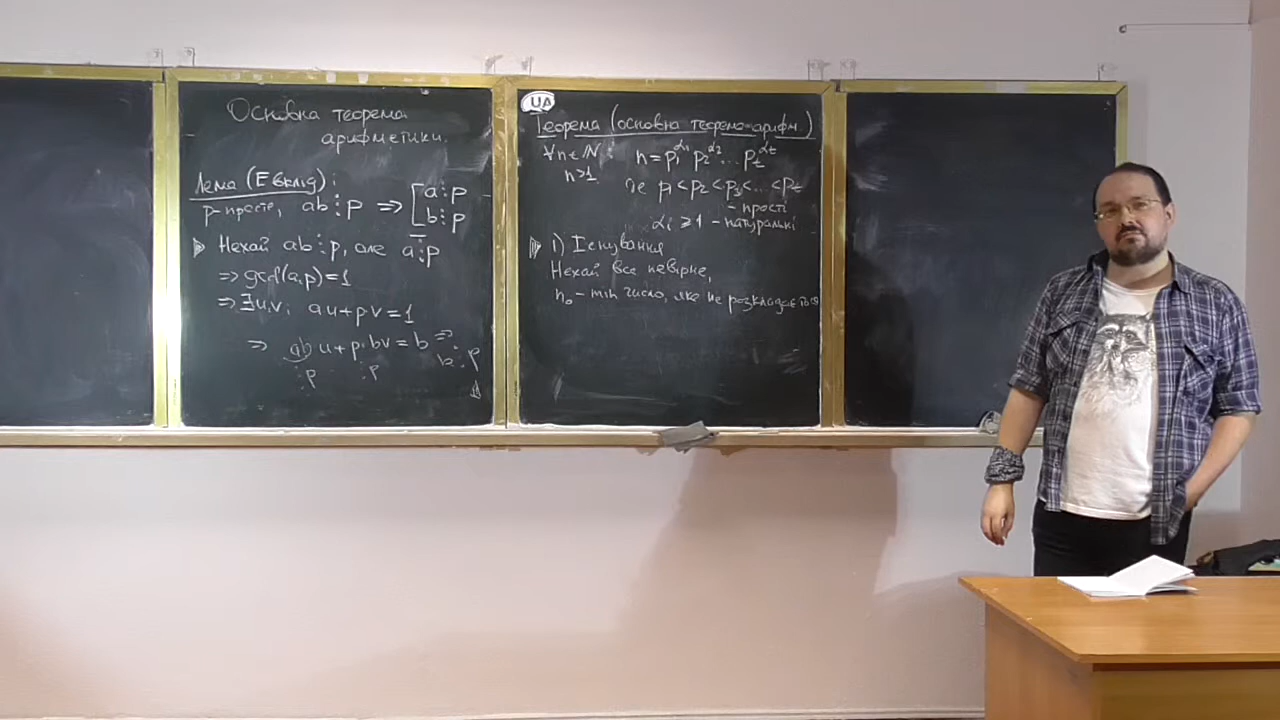 Основна теорема
арифметики.
Лема (Евклід):
p-просте, ab⋮p ⇒ [a⋮p
b⋮p
▶ Нехай ab⋮p, але a⋮̅p
⇒ gcd(a,p)=1
⇒ ∃u,v: au+pv=1
⇒ ab u+p·bv=b ⇒
b⋮p
⋮p ⋮p
UA
Теорема (основна теорема арифм.)
∀n∈ℕ: n=p₁^α₁ p₂^α₂ ... pₜ^αₜ
n>1
де p₁<p₂<p₃<...<pₜ
- прості
αᵢ ⩾ 1 - натуральні
▶ 1) Існування
Нехай все невірне,
n₀ - min число, яке не розкладається